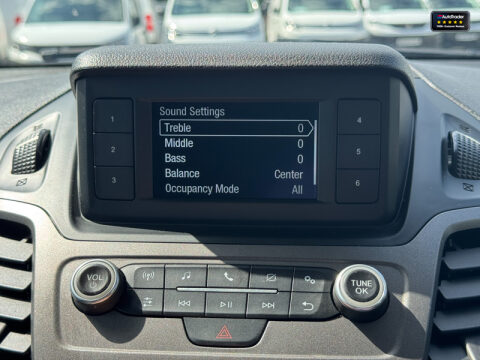 AutoTrader
Sound Settings
Treble 0
Middle 0
Bass 0
Balance Center
Occupancy Mode All
1
2
3
4
5
6
VOL
TUNE
OK